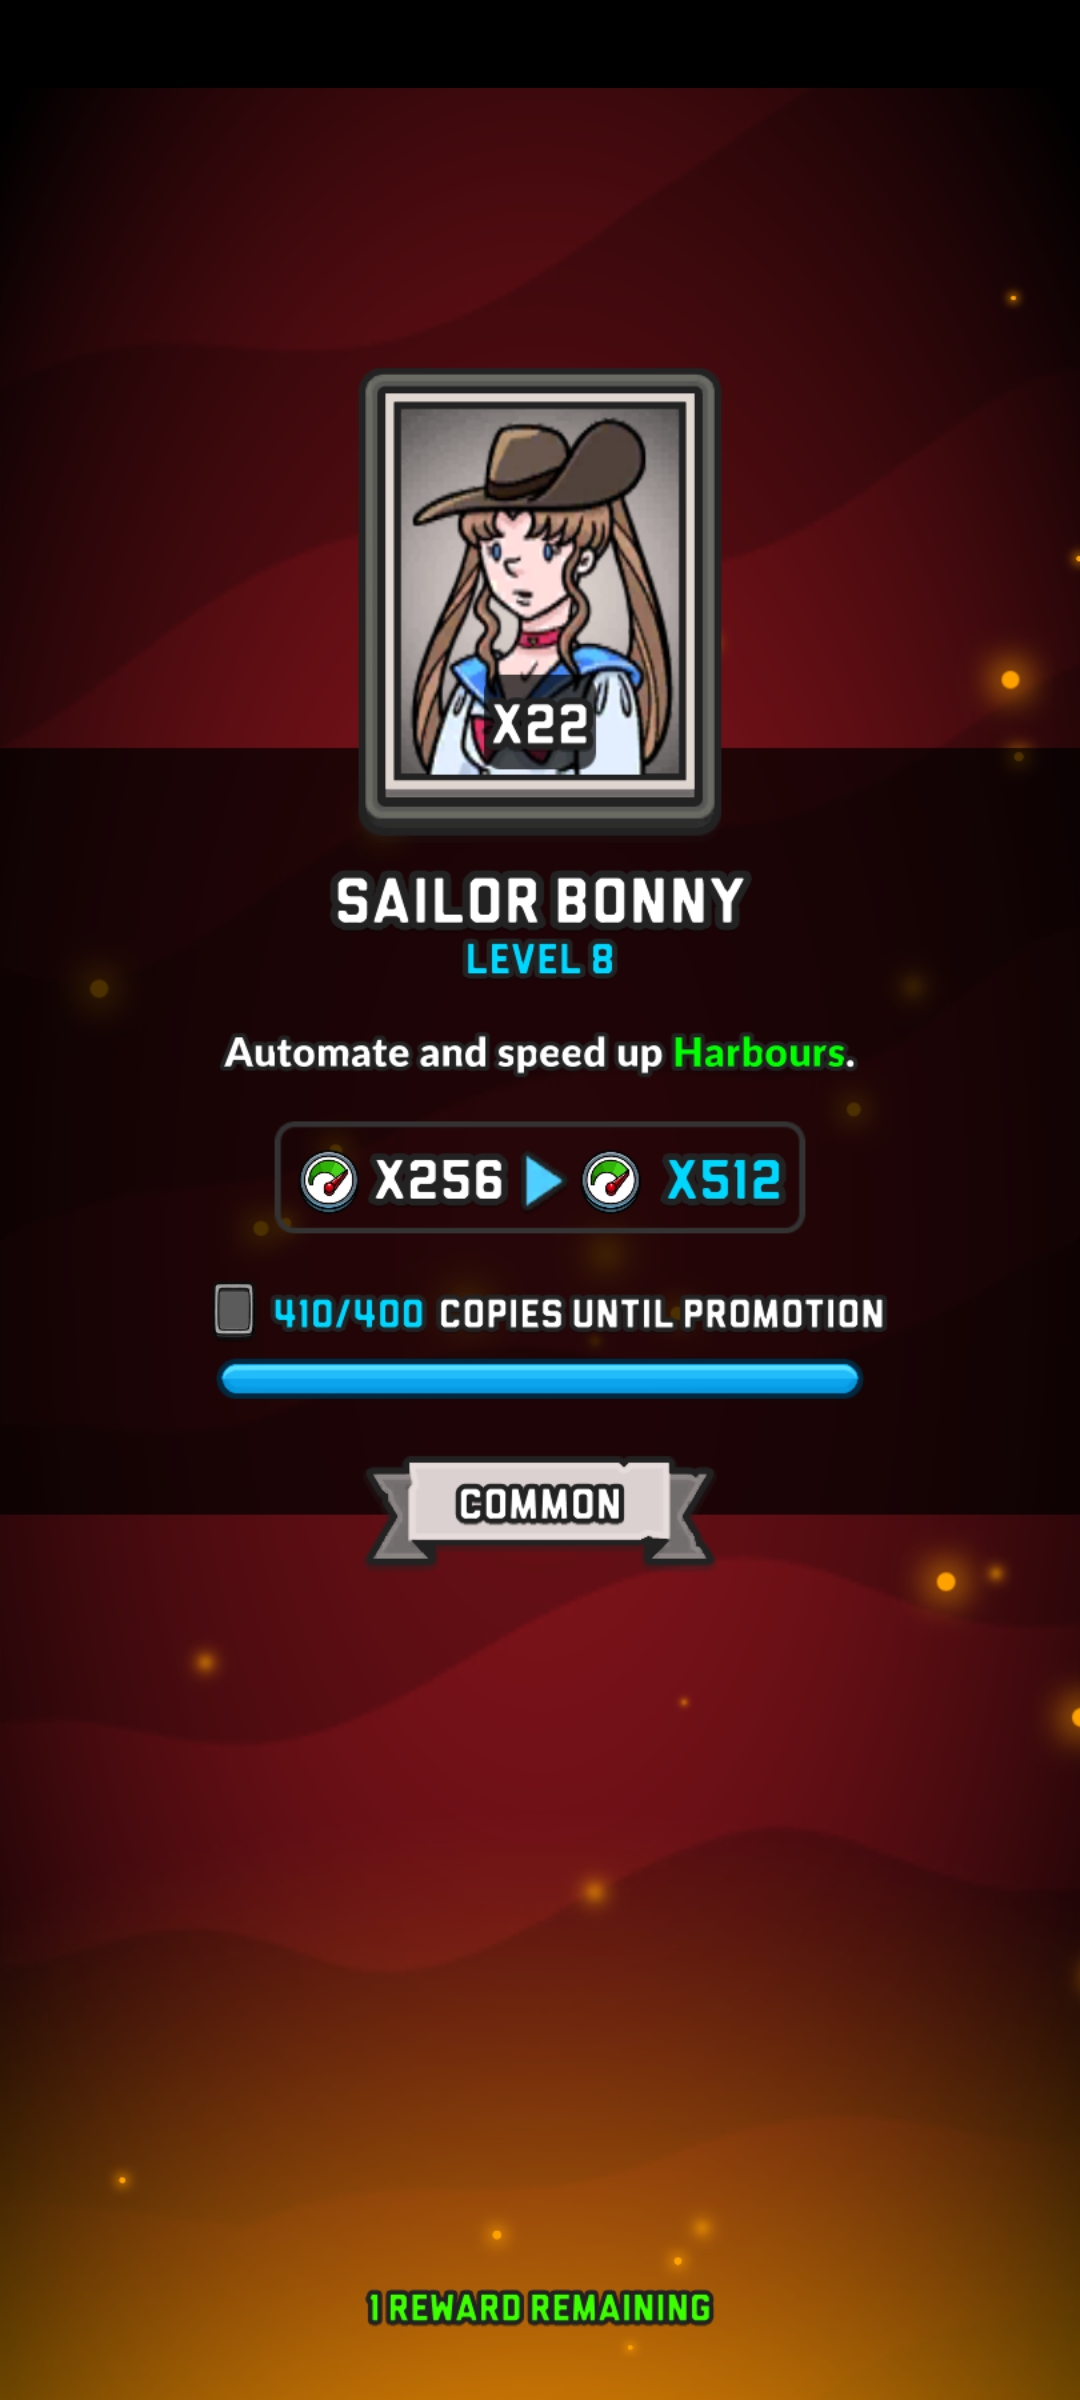 X22
SAILOR BONNY
LEVEL 8
Automate and speed up Harbours.
X256 X512
410/400 COPIES UNTIL PROMOTION
COMMON
1 REWARD REMAINING